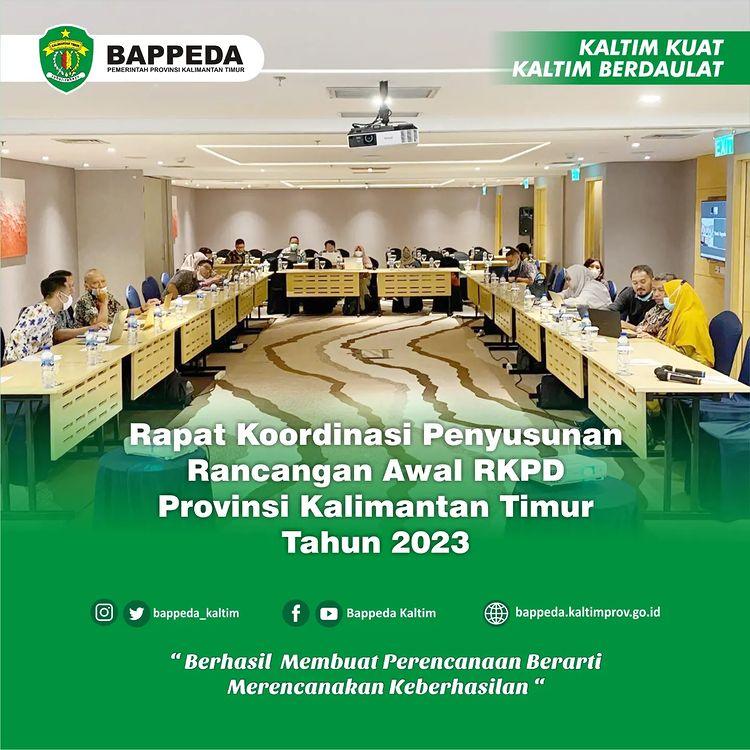 BAPPEDA
PEMERINTAH PROVINSI KALIMANTAN TIMUR
KALTIM KUAT
KALTIM BERDAULAT
EXIT
Rapat Koordinasi Penyusunan
Rancangan Awal RKPD
Provinsi Kalimantan Timur
Tahun 2023
bappeda_kaltim
Bappeda Kaltim
bappeda.kaltimprov.go.id
“ Berhasil Membuat Perencanaan Berarti
Merencanakan Keberhasilan “